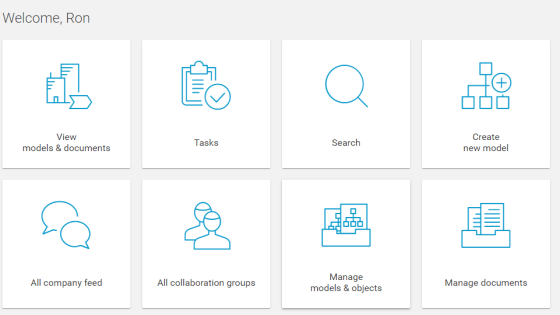 Welcome, Ron
View
models & documents
Tasks
Search
Create
new model
All company feed
All collaboration groups
Manage
models & objects
Manage documents